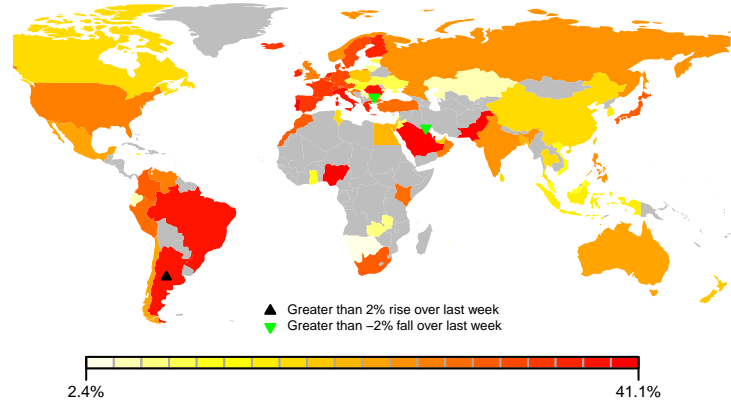 Greater than 2% rise over last week
Greater than −2% fall over last week
2.4%
41.1%